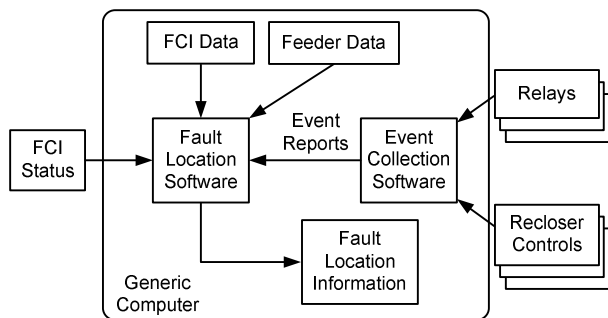 FCI Data
Feeder Data
Relays
FCI
Status
Fault
Location
Software
Event
Reports
Event
Collection
Software
Recloser
Controls
Fault
Location
Information
Generic
Computer